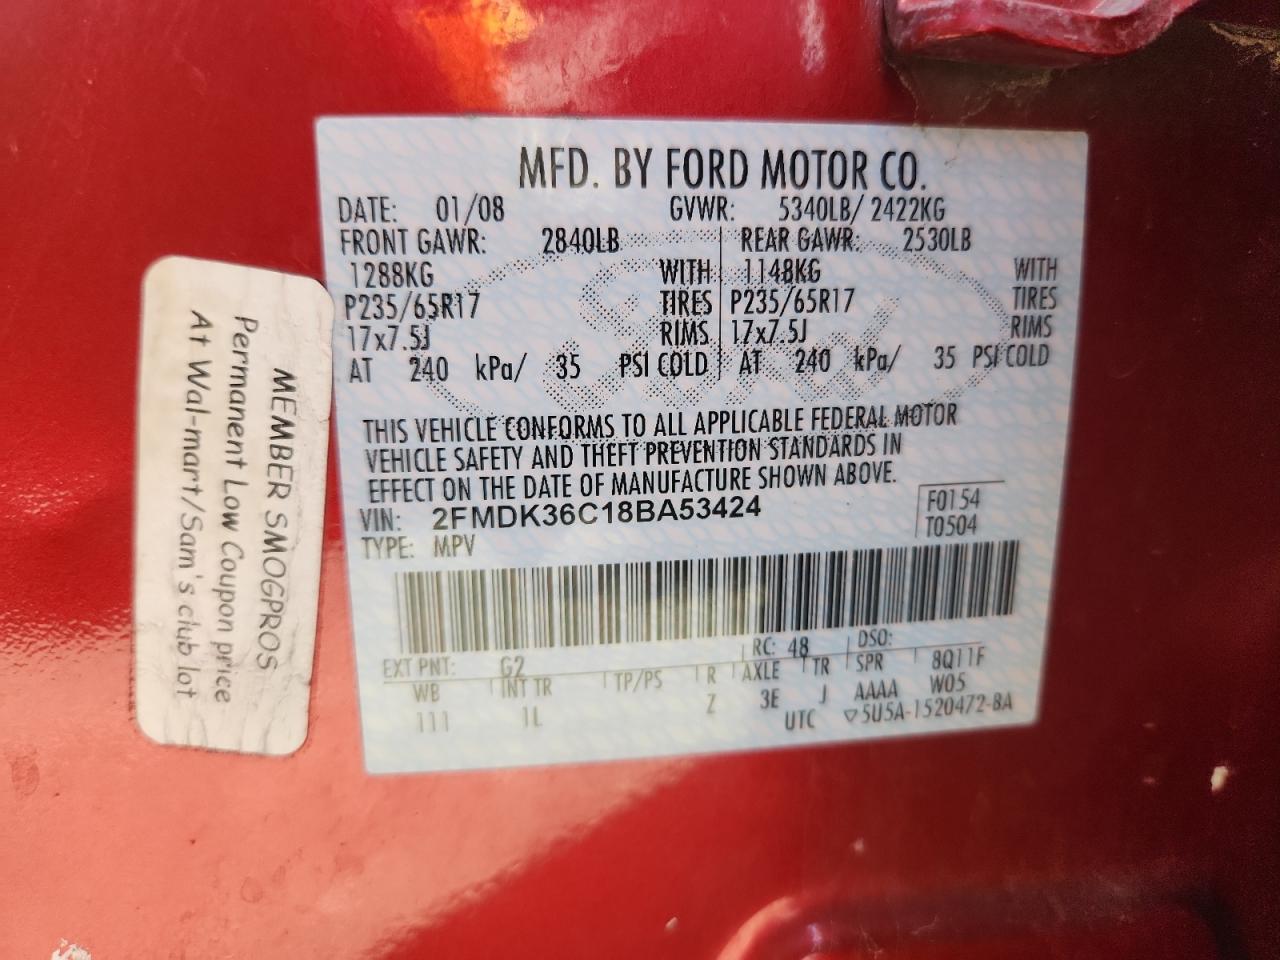 MFD. BY FORD MOTOR CO.
DATE: 01/08 GVWR: 5340LB/ 2422KG
FRONT GAWR: 2840LB REAR GAWR: 2530LB
1288KG WITH 1148KG WITH
P235/65R17 TIRES P235/65R17 TIRES
17x7.5J RIMS 17x7.5J RIMS
AT 240 kPa/ 35 PSI COLD AT 240 kPa/ 35 PSI COLD
THIS VEHICLE CONFORMS TO ALL APPLICABLE FEDERAL MOTOR
VEHICLE SAFETY AND THEFT PREVENTION STANDARDS IN
EFFECT ON THE DATE OF MANUFACTURE SHOWN ABOVE.
VIN: 2FMDK36C18BA53424 F0154
TYPE: MPV T0504
RC: 48 DSO:
EXT PNT: G2
WB INT TR TP/PS R AXLE TR SPR 8Q11F
111 1L Z 3E J AAAA W05
UTC ▽5U5A-1520472-BA
MEMBER SMOGPROS
Permanent Low Coupon price
At Wal-mart/Sam's club lot